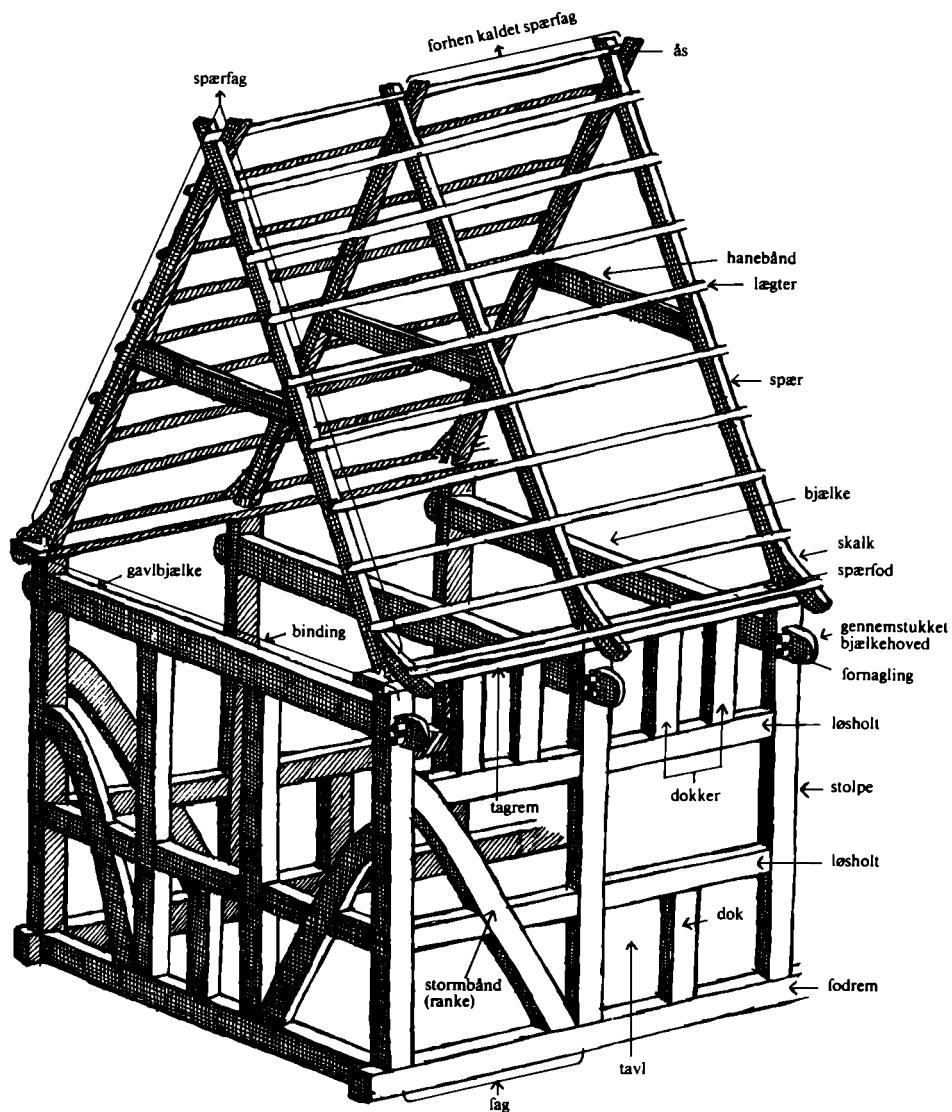 forhen kaldet spærfag
ås
spærfag
hanebånd
lægter
spær
bjælke
skalk
spærfod
gavlbjælke
binding
gennemstukket
bjælkehoved
fornagling
løsholt
tagrem
dokker
stolpe
løsholt
dok
stormbånd
(ranke)
fodrem
tavl
fag